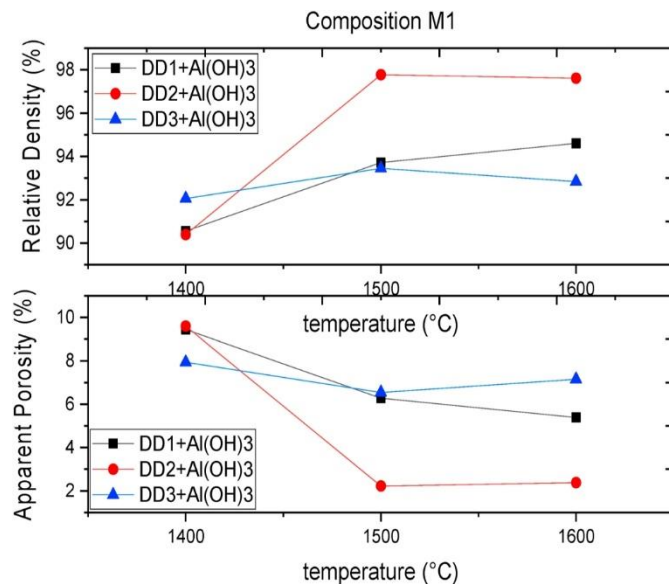 Composition M1
Relative Density (%)
98
96
94
92
90
DD1+Al(OH)3
DD2+Al(OH)3
DD3+Al(OH)3
1400
1500
1600
temperature (°C)
Apparent Porosity (%)
10
8
6
4
2
DD1+Al(OH)3
DD2+Al(OH)3
DD3+Al(OH)3
1400
1500
1600
temperature (°C)